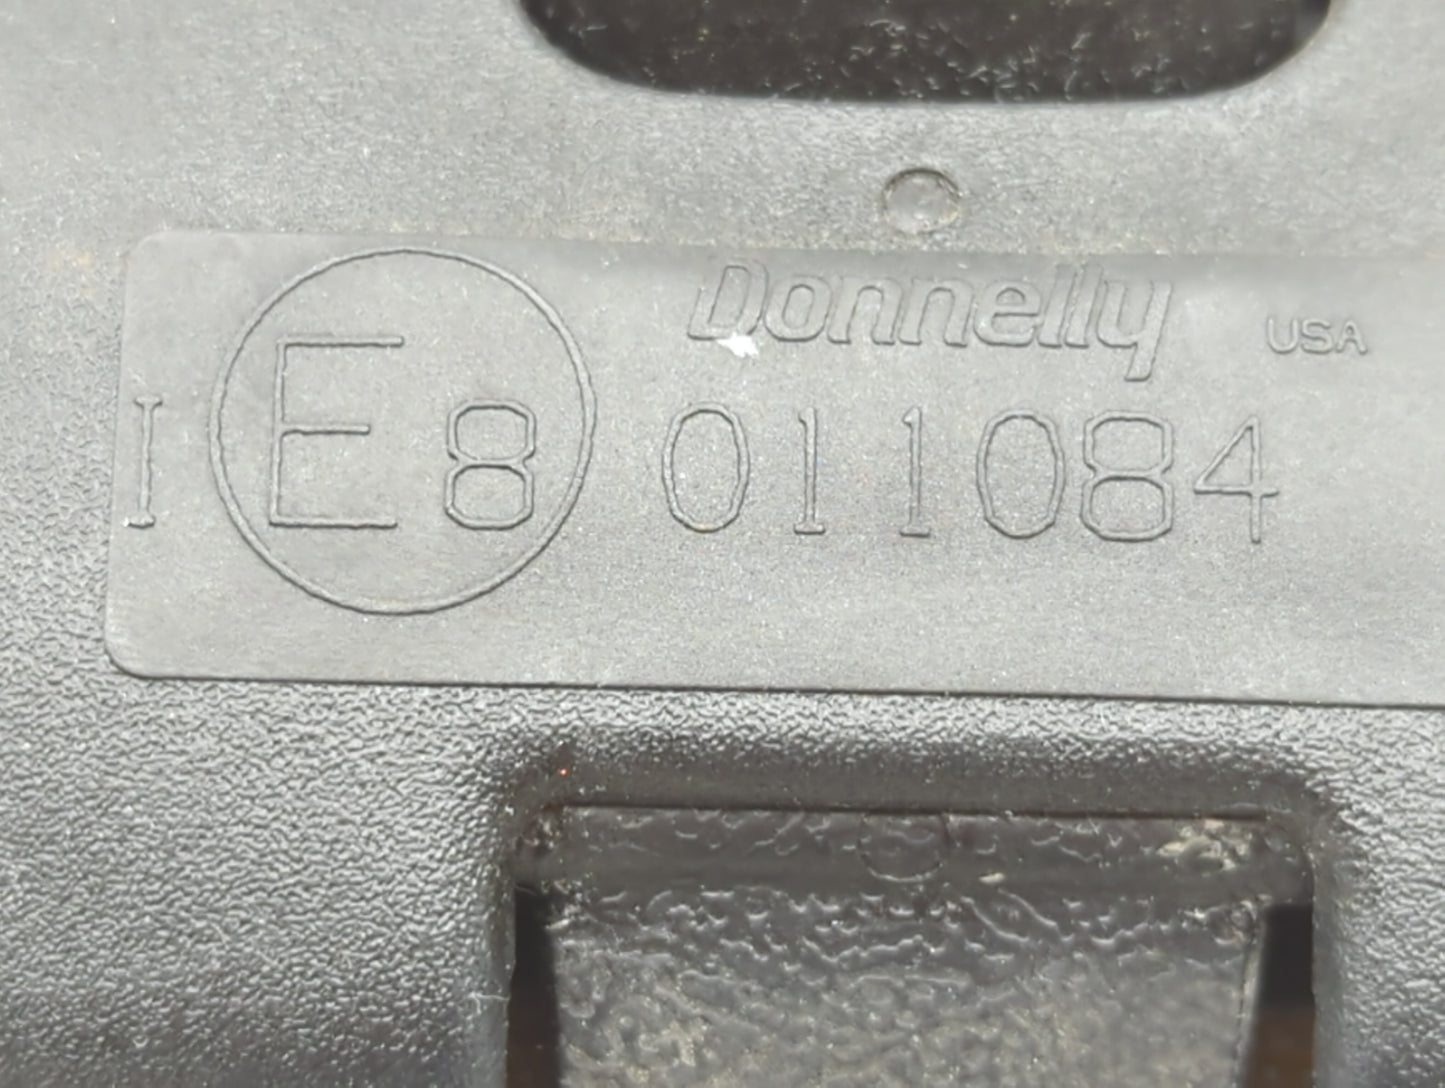 Donnelly USA
I E8 011084